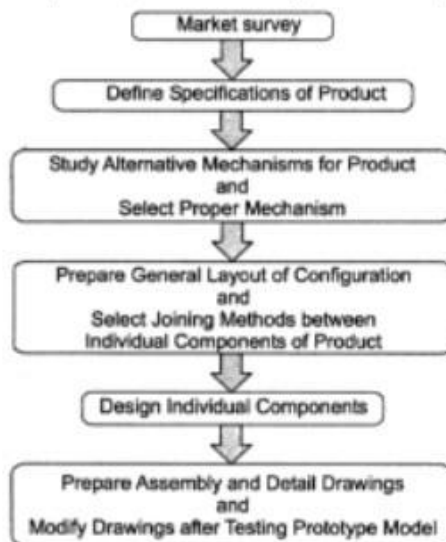 Market survey
Define Specifications of Product
Study Alternative Mechanisms for Product
and
Select Proper Mechanism
Prepare General Layout of Configuration
and
Select Joining Methods between
Individual Components of Product
Design Individual Components
Prepare Assembly and Detail Drawings
and
Modify Drawings after Testing Prototype Model